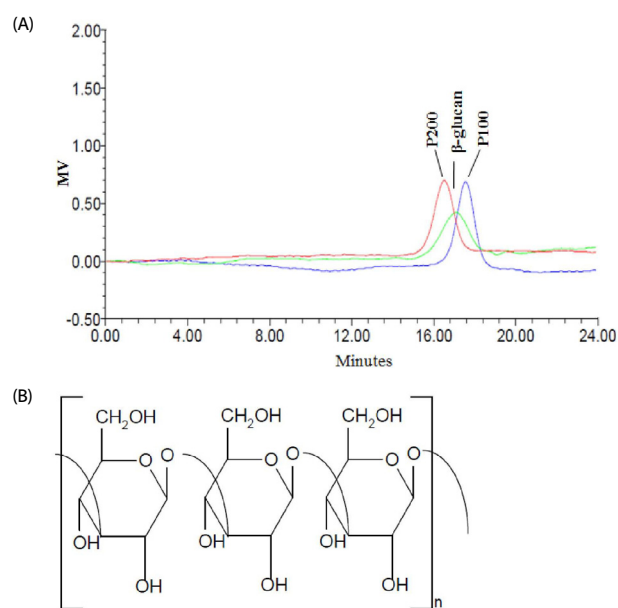 (A)
2.00
1.50
1.00
0.50
0.00
-0.50
MV
P200
β-glucan
P100
0.00 4.00 8.00 12.00 16.00 20.00 24.00
Minutes
(B)
CH2OH CH2OH CH2OH
O O O O O O
OH OH OH
OH OH OH
n